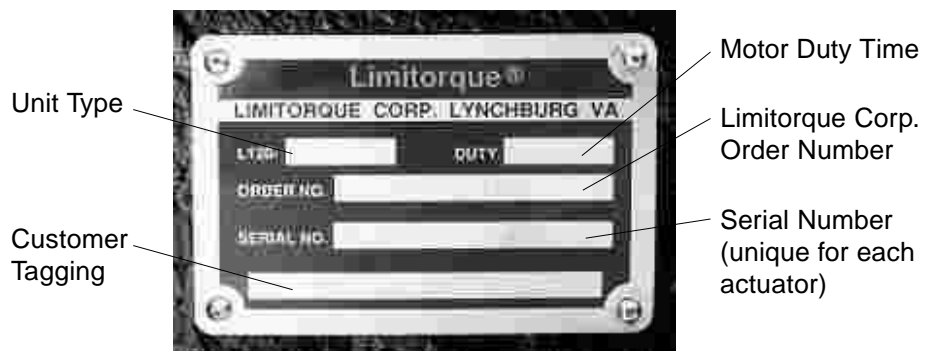 Motor Duty Time
Unit Type
Limitorque®
LIMITORQUE CORP. LYNCHBURG VA.
Limitorque Corp.
Order Number
DUTY
ORDER NO.
SERIAL NO.
Serial Number
(unique for each
actuator)
Customer
Tagging